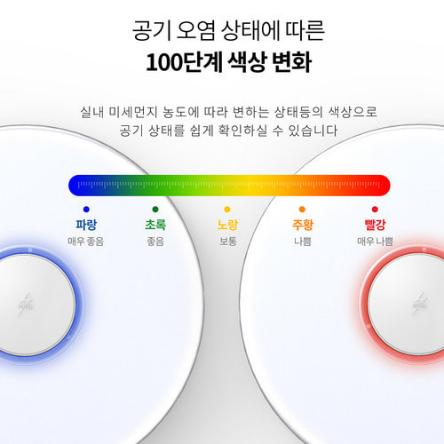 공기 오염 상태에 따른
100단계 색상 변화
실내 미세먼지 농도에 따라 변하는 상태등의 색상으로
공기 상태를 쉽게 확인하실 수 있습니다
파랑 초록 노랑 주황 빨강
매우 좋음 좋음 보통 나쁨 매우 나쁨